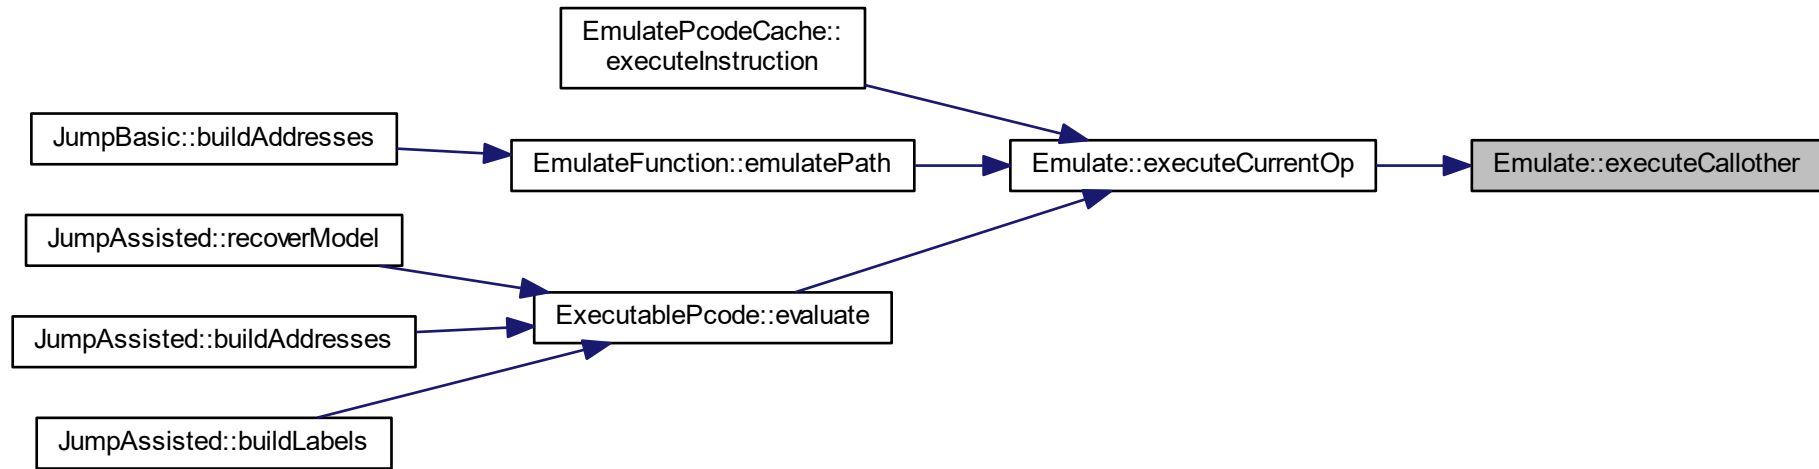 EmulatePcodeCache::
executeInstruction
JumpBasic::buildAddresses
EmulateFunction::emulatePath
Emulate::executeCurrentOp
Emulate::executeCallother
JumpAssisted::recoverModel
ExecutablePcode::evaluate
JumpAssisted::buildAddresses
JumpAssisted::buildLabels